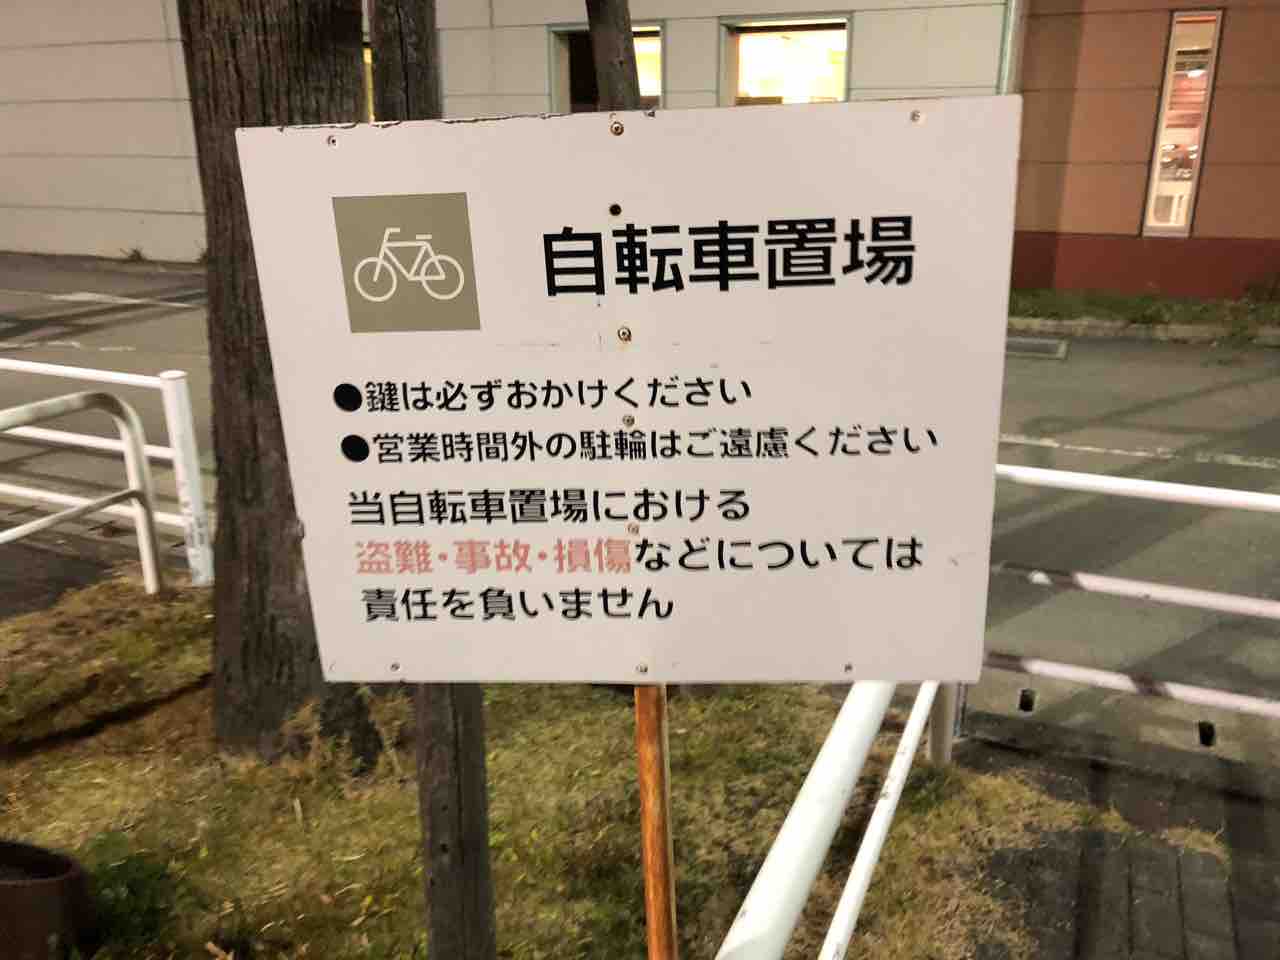 自転車置場
●鍵は必ずおかけください
●営業時間外の駐輪はご遠慮ください
当自転車置場における
盗難・事故・損傷などについては
責任を負いません